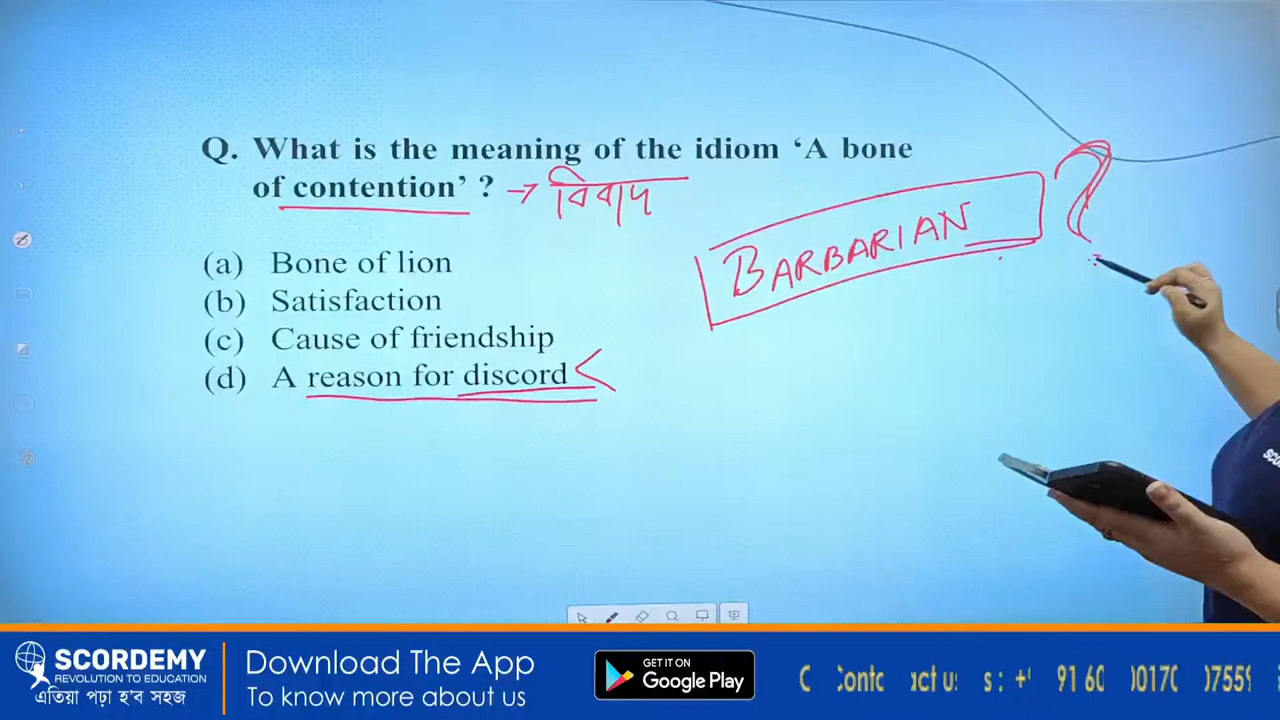 Q. What is the meaning of the idiom ‘A bone
of contention’ ? → বিবাদ
BARBARIAN ?
(a) Bone of lion
(b) Satisfaction
(c) Cause of friendship
(d) A reason for discord
SCORDEMY
REVOLUTION TO EDUCATION
এতিয়া পঢ়া হ'ব সহজ
Download The App
To know more about us
GET IT ON
Google Play